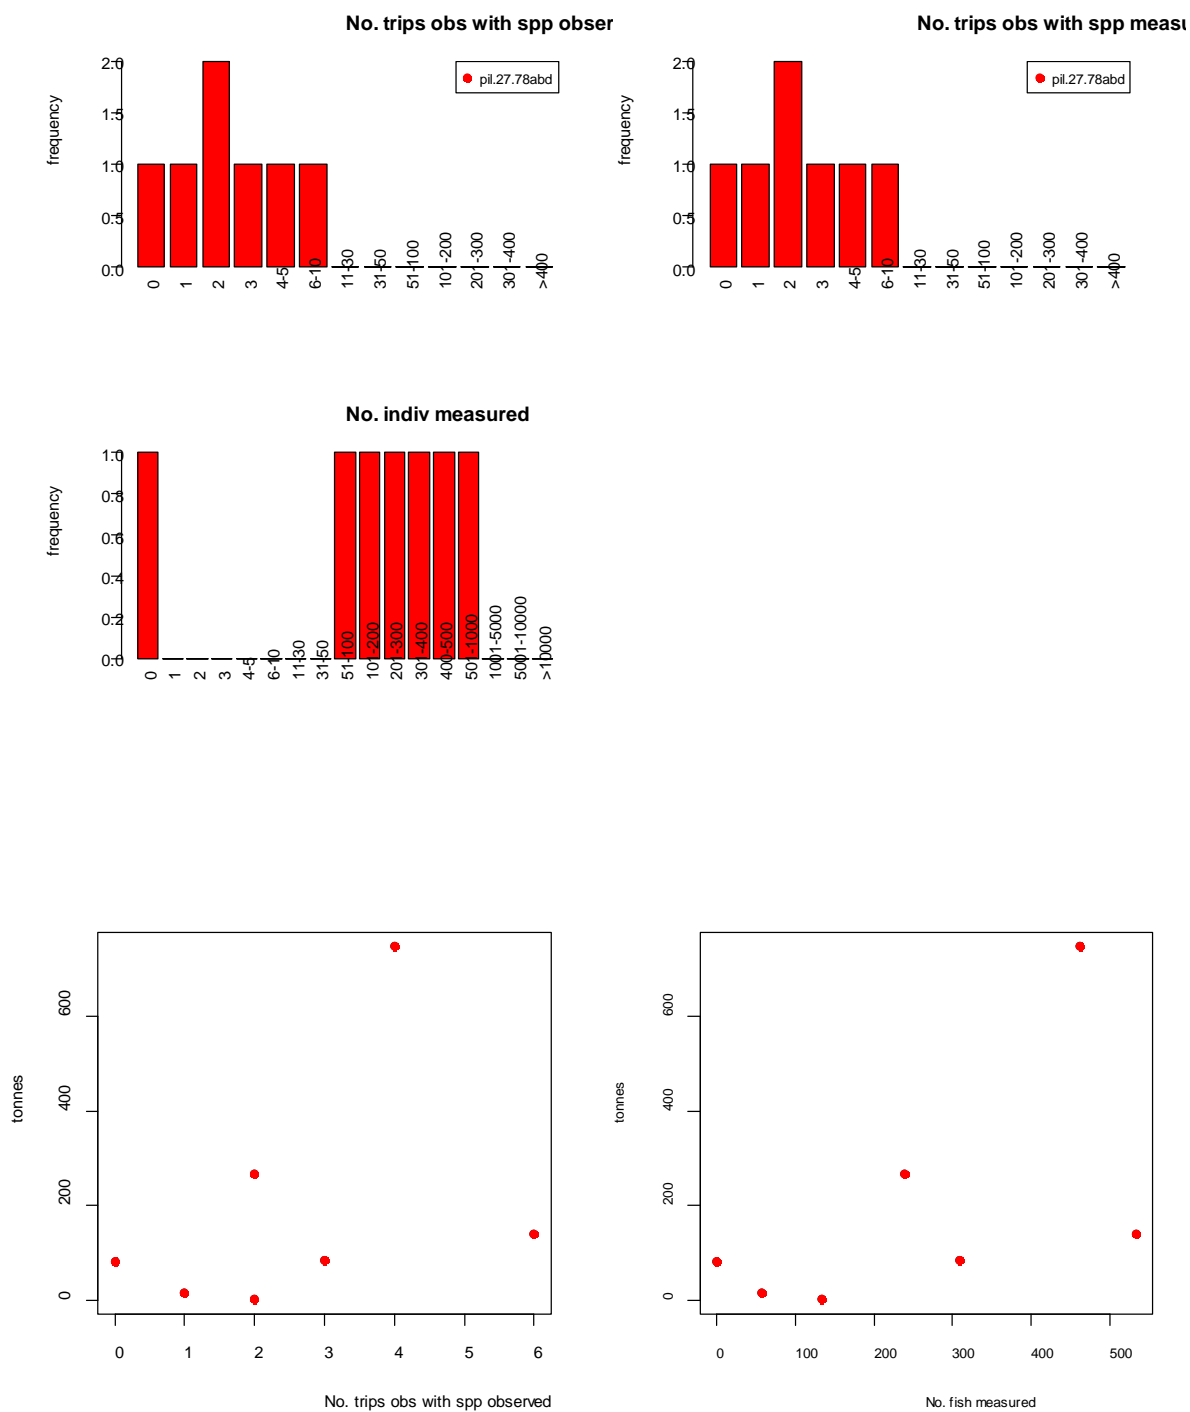 No. trips obs with spp obser
frequency
2.0
1.5
1.0
0.5
0.0
pil.27.78abd
0 1 2 3 4-5 6-10 11-30 31-50 51-100 101-200 201-300 301-400 >400
No. trips obs with spp measu
frequency
2.0
1.5
1.0
0.5
0.0
pil.27.78abd
0 1 2 3 4-5 6-10 11-30 31-50 51-100 101-200 201-300 301-400 >400
No. indiv measured
frequency
1.0
0.8
0.6
0.4
0.2
0.0
0 1 2 3 4-5 6-10 11-30 31-50 51-100 101-200 201-300 301-400 400-500 501-1000 1001-5000 5001-10000 >10000
tonnes
600
400
200
0
0 1 2 3 4 5 6
No. trips obs with spp observed
tonnes
600
400
200
0
0 100 200 300 400 500
No. fish measured